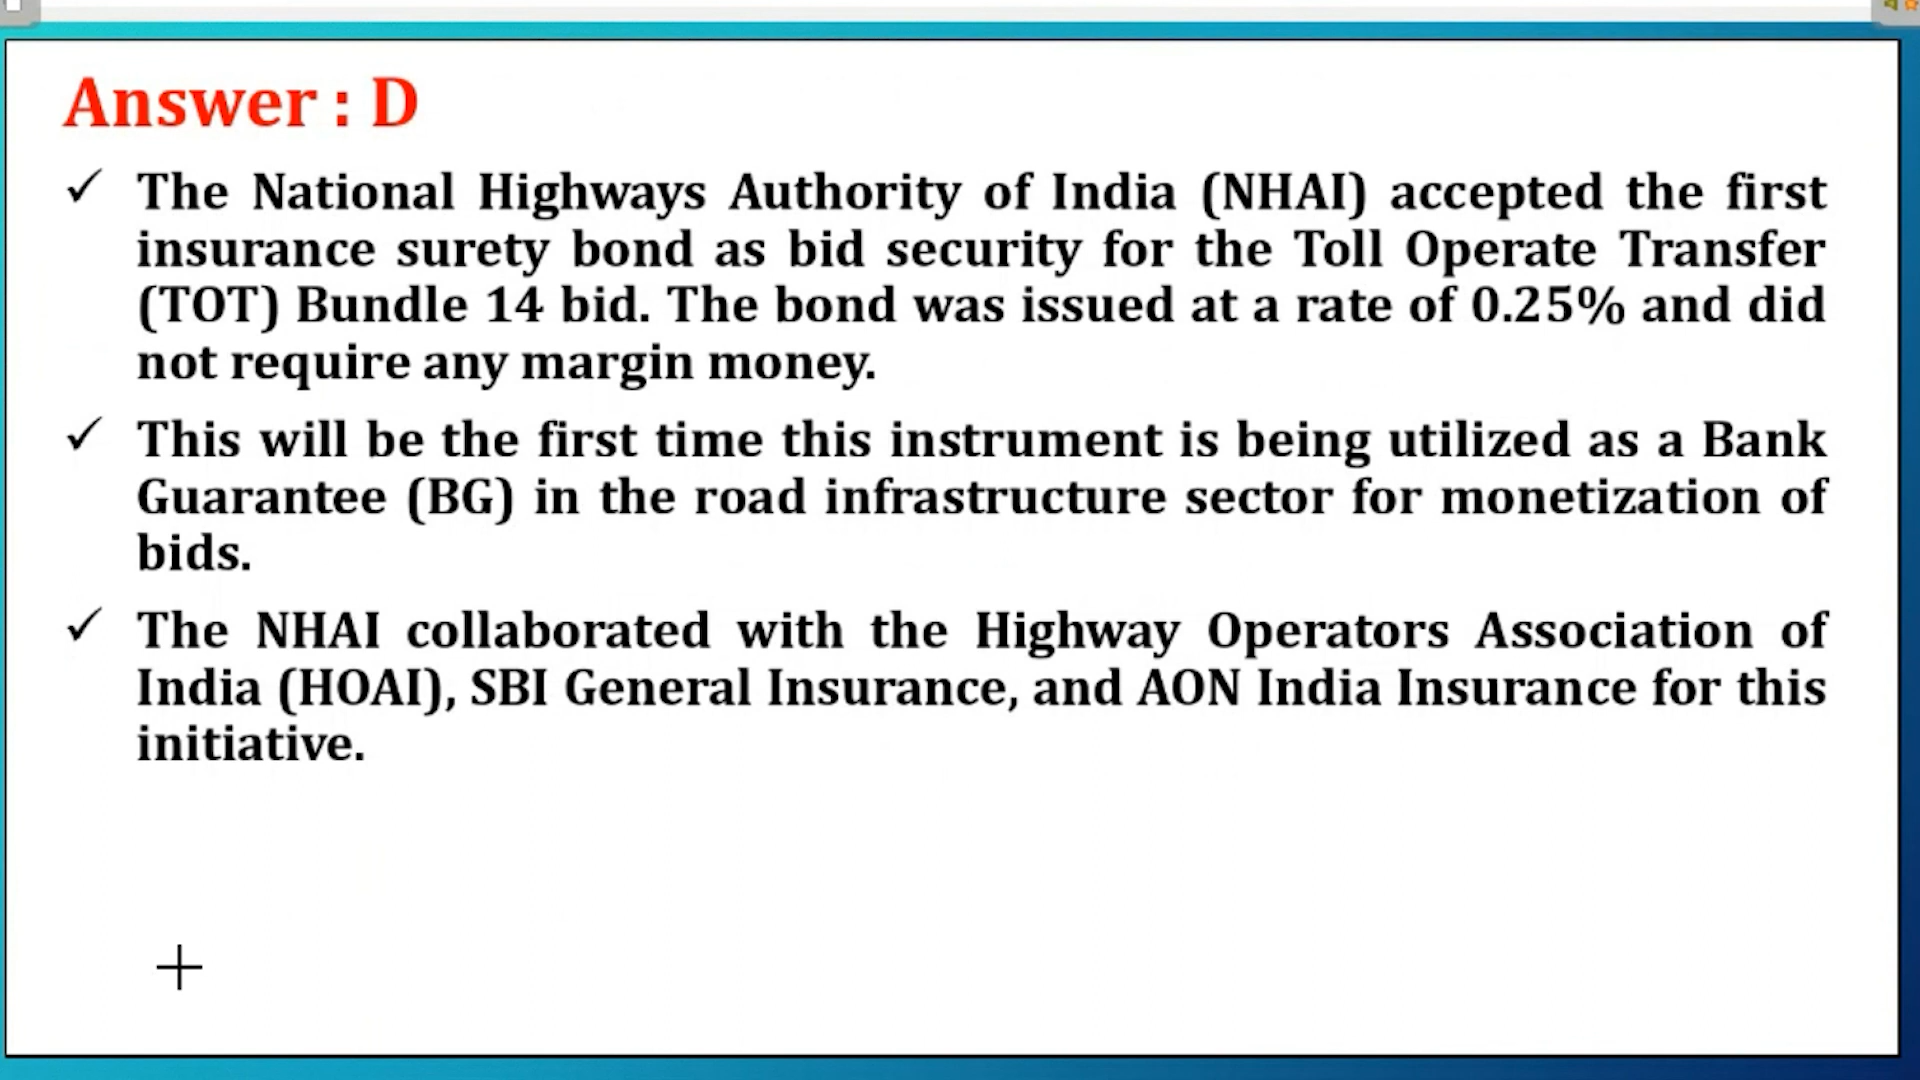 Answer : D
✓ The National Highways Authority of India (NHAI) accepted the first
insurance surety bond as bid security for the Toll Operate Transfer
(TOT) Bundle 14 bid. The bond was issued at a rate of 0.25% and did
not require any margin money.
✓ This will be the first time this instrument is being utilized as a Bank
Guarantee (BG) in the road infrastructure sector for monetization of
bids.
✓ The NHAI collaborated with the Highway Operators Association of
India (HOAI), SBI General Insurance, and AON India Insurance for this
initiative.